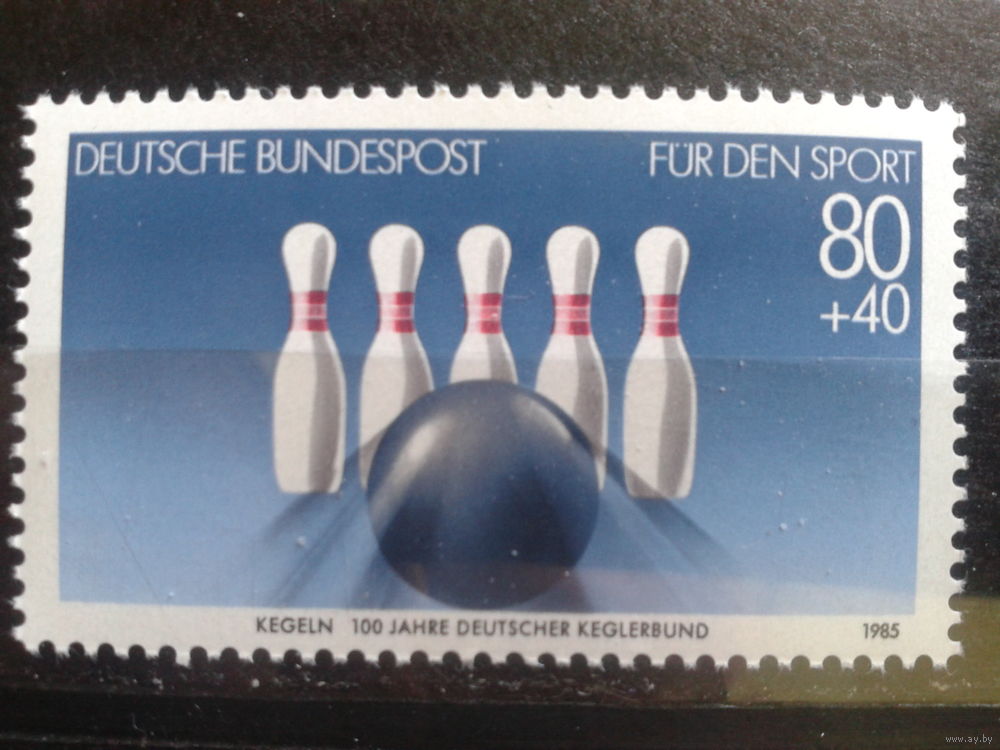 DEUTSCHE BUNDESPOST FÜR DEN SPORT
80
+40
KEGELN 100 JAHRE DEUTSCHER KEGLERBUND 1985
www.ay.by